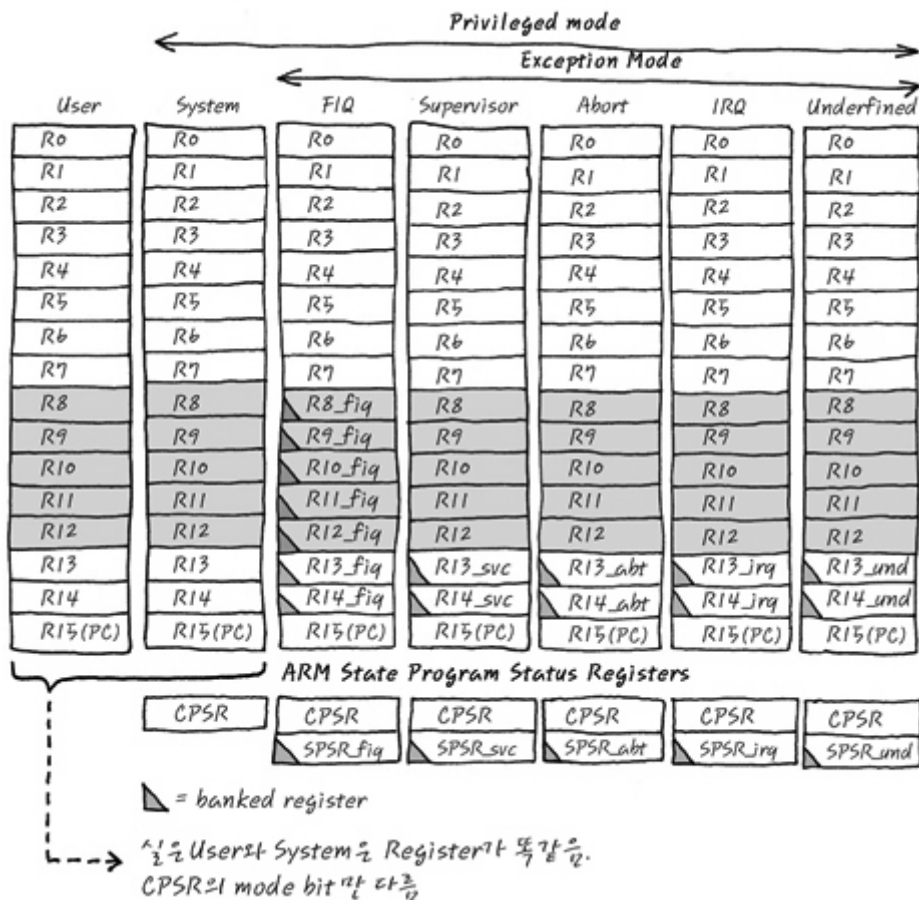 Privileged mode
Exception Mode
User System FIQ Supervisor Abort IRQ Underfined
R0 R0 R0 R0 R0 R0 R0
R1 R1 R1 R1 R1 R1 R1
R2 R2 R2 R2 R2 R2 R2
R3 R3 R3 R3 R3 R3 R3
R4 R4 R4 R4 R4 R4 R4
R5 R5 R5 R5 R5 R5 R5
R6 R6 R6 R6 R6 R6 R6
R7 R7 R7 R7 R7 R7 R7
R8 R8 R8_fiq R8 R8 R8 R8
R9 R9 R9_fiq R9 R9 R9 R9
R10 R10 R10_fiq R10 R10 R10 R10
R11 R11 R11_fiq R11 R11 R11 R11
R12 R12 R12_fiq R12 R12 R12 R12
R13 R13 R13_fiq R13_svc R13_abt R13_irq R13_und
R14 R14 R14_fiq R14_svc R14_abt R14_irq R14_und
R15(PC) R15(PC) R15(PC) R15(PC) R15(PC) R15(PC) R15(PC)
ARM State Program Status Registers
CPSR CPSR CPSR CPSR CPSR CPSR
SPSR_fiq SPSR_svc SPSR_abt SPSR_irq SPSR_und
= banked register
실은 User와 System은 Register가 똑같음.
CPSR의 mode bit만 다름